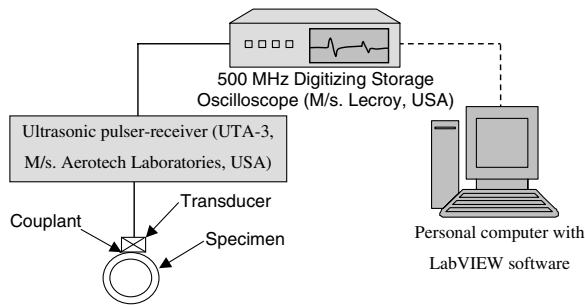 500 MHz Digitizing Storage
Oscilloscope (M/s. Lecroy, USA)
Ultrasonic pulser-receiver (UTA-3,
M/s. Aerotech Laboratories, USA)
Transducer
Couplant
Specimen
Personal computer with
LabVIEW software